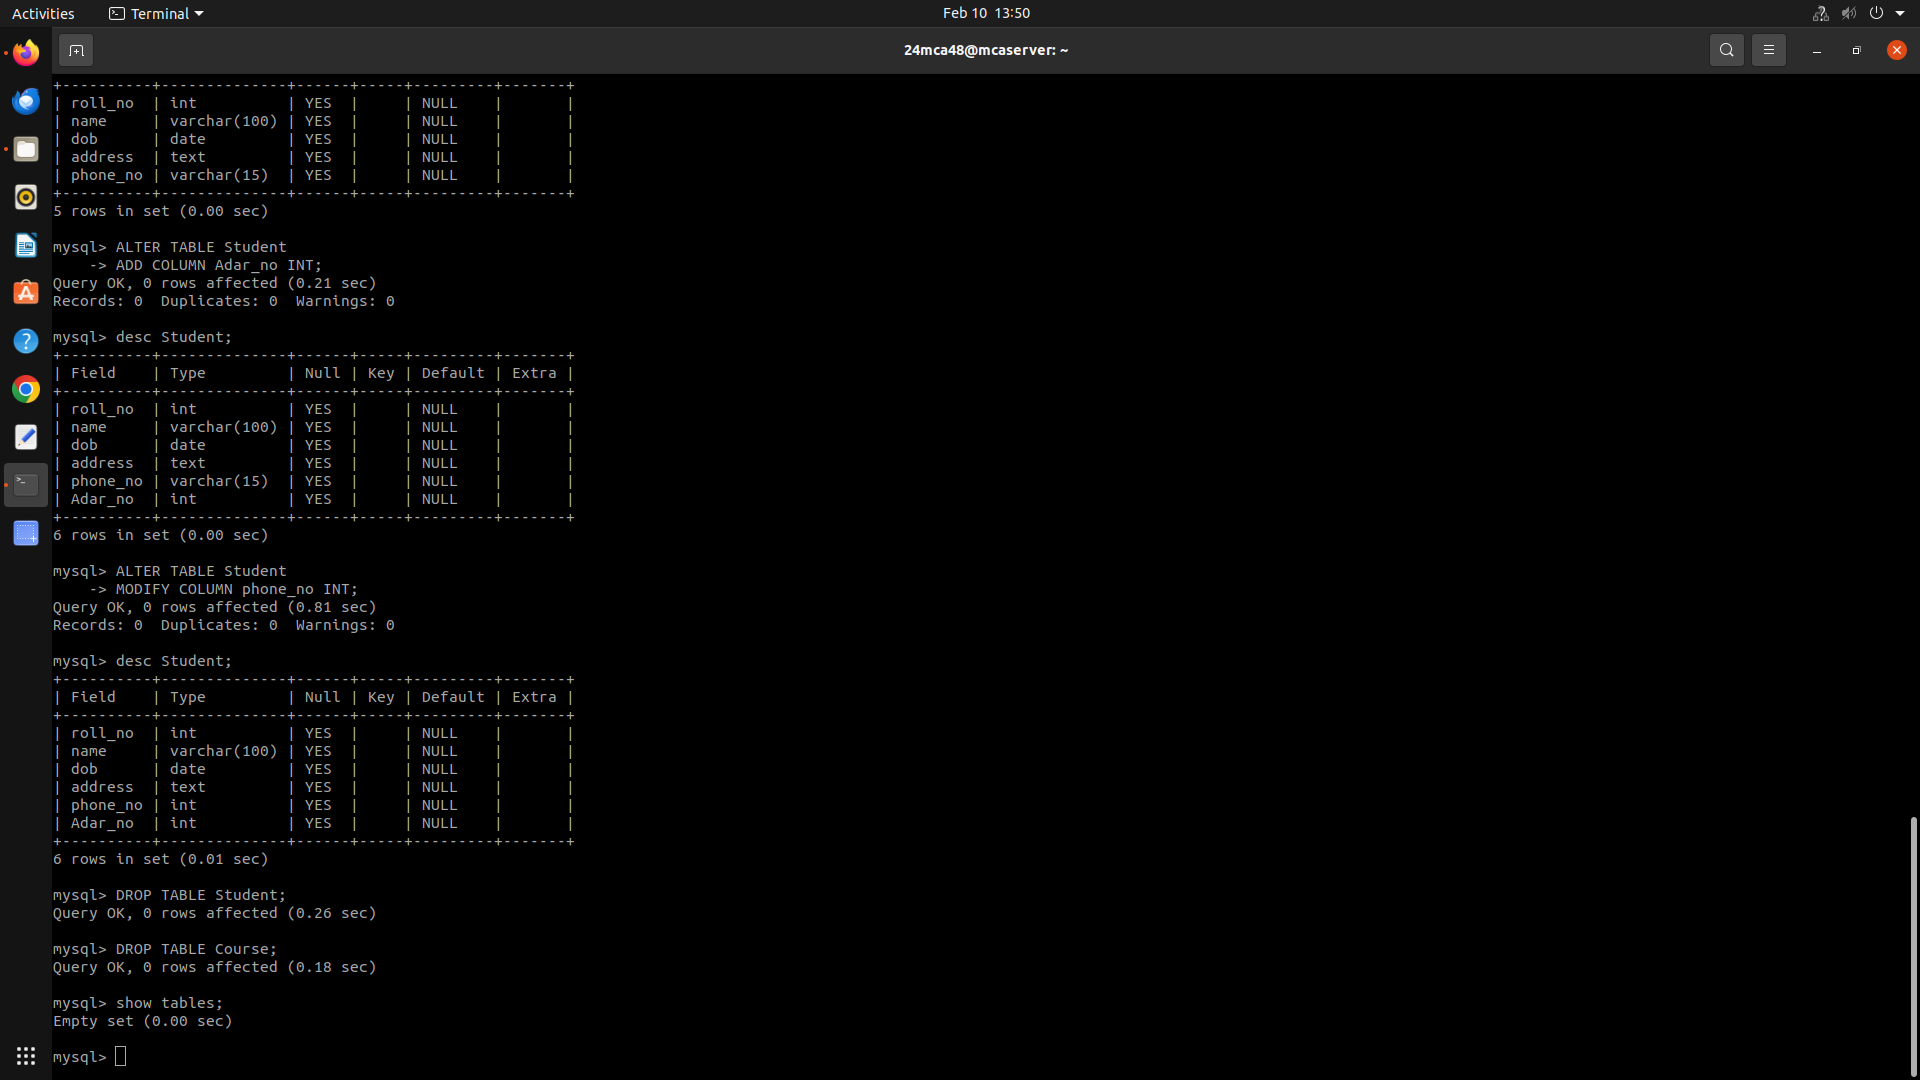 Activities
Terminal
Feb 10 13:50
24mca48@mcaserver: ~
+----------+--------------+------+-----+---------+-------+
| roll_no  | int          | YES  |     | NULL    |       |
| name     | varchar(100) | YES  |     | NULL    |       |
| dob      | date         | YES  |     | NULL    |       |
| address  | text         | YES  |     | NULL    |       |
| phone_no | varchar(15)  | YES  |     | NULL    |       |
+----------+--------------+------+-----+---------+-------+
5 rows in set (0.00 sec)
mysql> ALTER TABLE Student
    -> ADD COLUMN Adar_no INT;
Query OK, 0 rows affected (0.21 sec)
Records: 0  Duplicates: 0  Warnings: 0
mysql> desc Student;
+----------+--------------+------+-----+---------+-------+
| Field    | Type         | Null | Key | Default | Extra |
+----------+--------------+------+-----+---------+-------+
| roll_no  | int          | YES  |     | NULL    |       |
| name     | varchar(100) | YES  |     | NULL    |       |
| dob      | date         | YES  |     | NULL    |       |
| address  | text         | YES  |     | NULL    |       |
| phone_no | varchar(15)  | YES  |     | NULL    |       |
| Adar_no  | int          | YES  |     | NULL    |       |
+----------+--------------+------+-----+---------+-------+
6 rows in set (0.00 sec)
mysql> ALTER TABLE Student
    -> MODIFY COLUMN phone_no INT;
Query OK, 0 rows affected (0.81 sec)
Records: 0  Duplicates: 0  Warnings: 0
mysql> desc Student;
+----------+--------------+------+-----+---------+-------+
| Field    | Type         | Null | Key | Default | Extra |
+----------+--------------+------+-----+---------+-------+
| roll_no  | int          | YES  |     | NULL    |       |
| name     | varchar(100) | YES  |     | NULL    |       |
| dob      | date         | YES  |     | NULL    |       |
| address  | text         | YES  |     | NULL    |       |
| phone_no | int          | YES  |     | NULL    |       |
| Adar_no  | int          | YES  |     | NULL    |       |
+----------+--------------+------+-----+---------+-------+
6 rows in set (0.01 sec)
mysql> DROP TABLE Student;
Query OK, 0 rows affected (0.26 sec)
mysql> DROP TABLE Course;
Query OK, 0 rows affected (0.18 sec)
mysql> show tables;
Empty set (0.00 sec)
mysql>